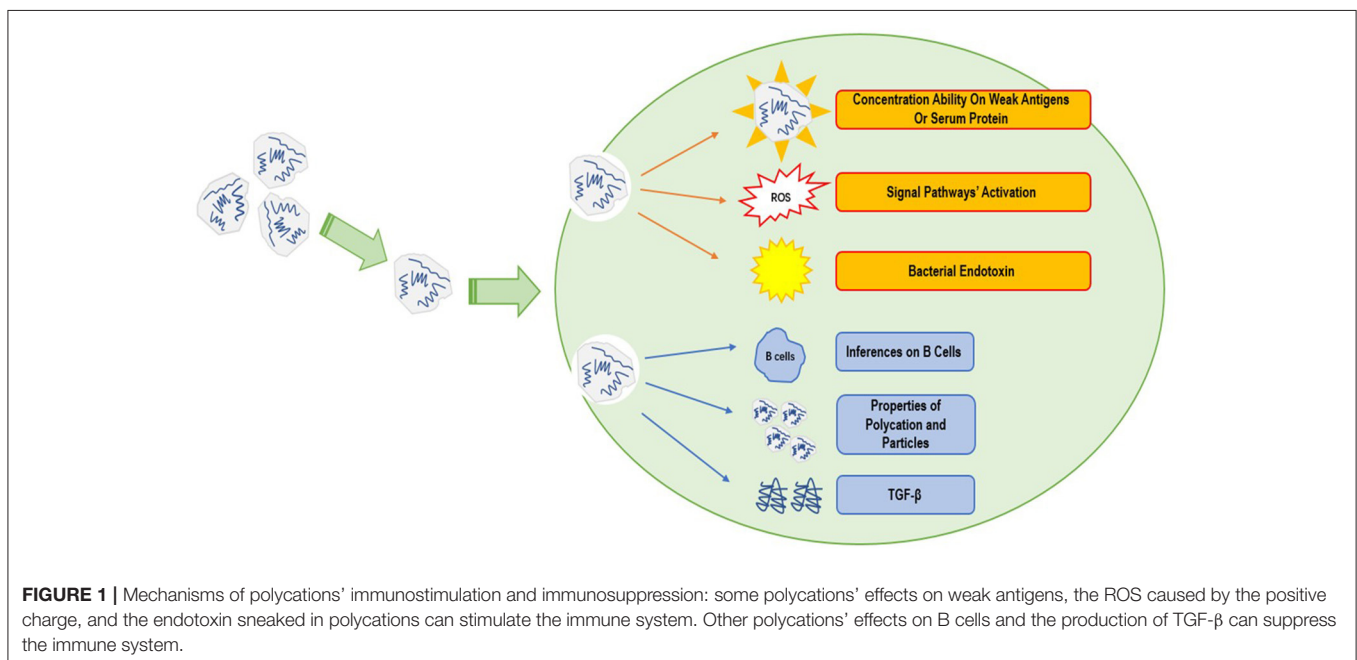 Concentration Ability On Weak Antigens
Or Serum Protein
ROS
Signal Pathways' Activation
Bacterial Endotoxin
B cells
Inferences on B Cells
Properties of
Polycation and
Particles
TGF-β
FIGURE 1 | Mechanisms of polycations' immunostimulation and immunosuppression: some polycations' effects on weak antigens, the ROS caused by the positive
charge, and the endotoxin sneaked in polycations can stimulate the immune system. Other polycations' effects on B cells and the production of TGF-β can suppress
the immune system.